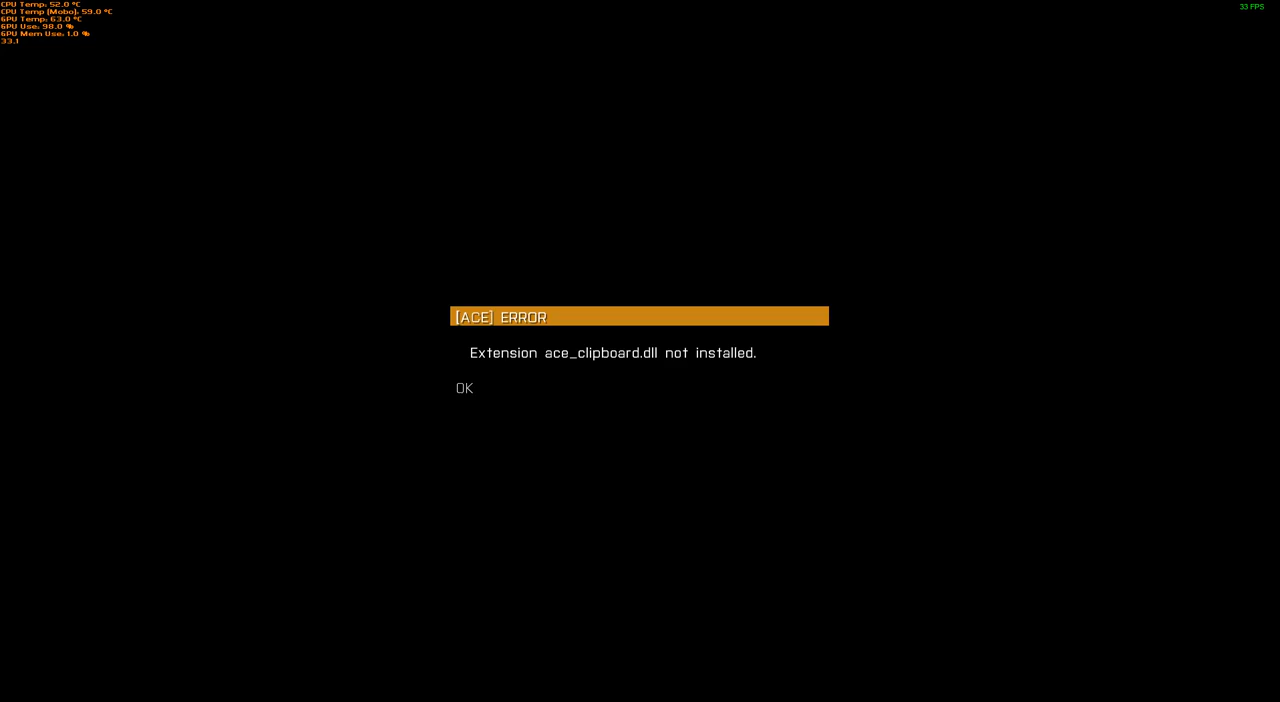 CPU Temp: 52.0 °C
CPU Temp (Mobo): 59.0 °C
GPU Temp: 63.0 °C
GPU Use: 98.0 %
GPU Mem Use: 1.0 %
33.1
33 FPS
[ACE] ERROR
Extension ace_clipboard.dll not installed.
OK